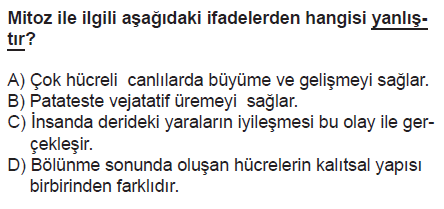 Mitoz ile ilgili aşağıdaki ifadelerden hangisi yanlış-
tır?
A) Çok hücreli canlılarda büyüme ve gelişmeyi sağlar.
B) Patateste vejatatif üremeyi sağlar.
C) İnsanda derideki yaraların iyileşmesi bu olay ile ger-
çekleşir.
D) Bölünme sonunda oluşan hücrelerin kalıtsal yapısı
birbirinden farklıdır.